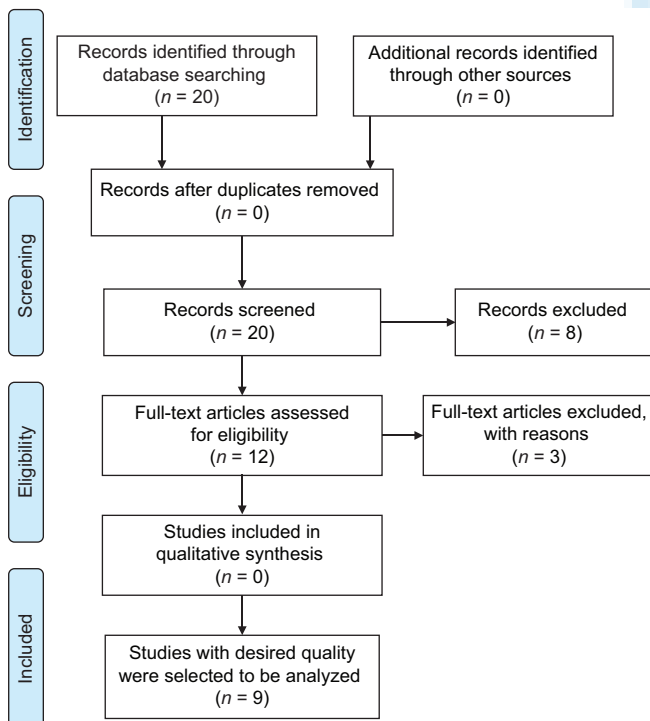 Identification
Records identified through
database searching
(n = 20)
Additional records identified
through other sources
(n = 0)
Records after duplicates removed
(n = 0)
Screening
Records screened
(n = 20)
Records excluded
(n = 8)
Eligibility
Full-text articles assessed
for eligibility
(n = 12)
Full-text articles excluded,
with reasons
(n = 3)
Studies included in
qualitative synthesis
(n = 0)
Included
Studies with desired quality
were selected to be analyzed
(n = 9)